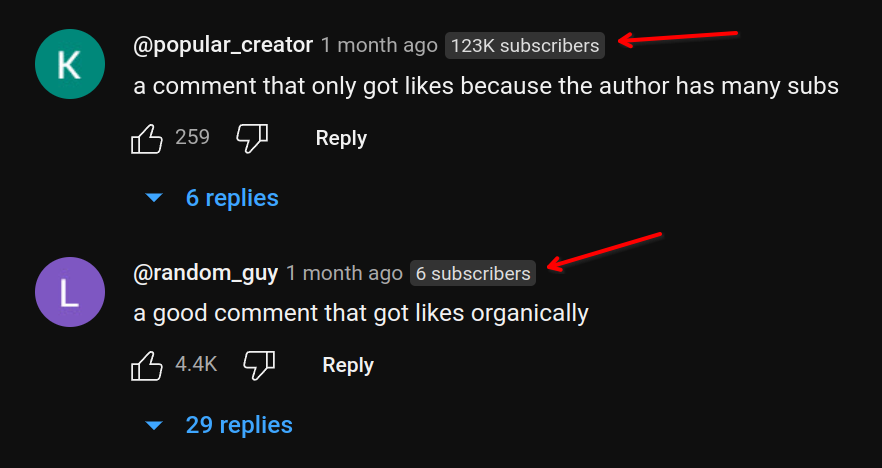 K
@popular_creator 1 month ago 123K subscribers
a comment that only got likes because the author has many subs
259 Reply
6 replies
L
@random_guy 1 month ago 6 subscribers
a good comment that got likes organically
4.4K Reply
29 replies